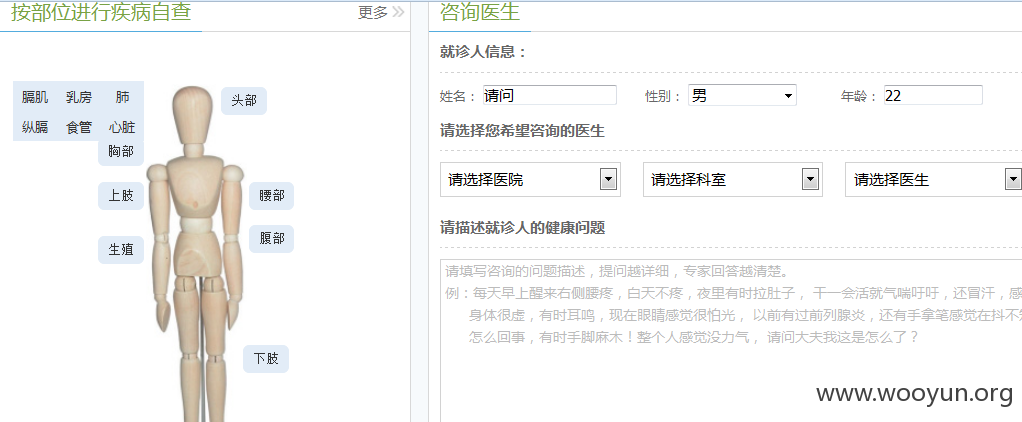 按部位进行疾病自查
更多
膈肌 乳房 肺
纵膈 食管 心脏
头部
胸部
上肢
腰部
生殖
腹部
下肢
咨询医生
就诊人信息：
姓名： 请问 性别： 男 年龄： 22
请选择您希望咨询的医生
请选择医院 请选择科室 请选择医生
请描述就诊人的健康问题
请填写咨询的问题描述，提问越详细，专家回答越清楚。
例：每天早上醒来右侧腰疼，白天不疼，夜里有时拉肚子， 干一会活就气喘吁吁，还冒汗，感
身体很虚，有时耳鸣，现在眼睛感觉很怕光， 以前有过前列腺炎，还有手拿笔感觉在抖不
怎么回事，有时手脚麻木！整个人感觉没力气， 请问大夫我这是怎么了？
www.wooyun.org